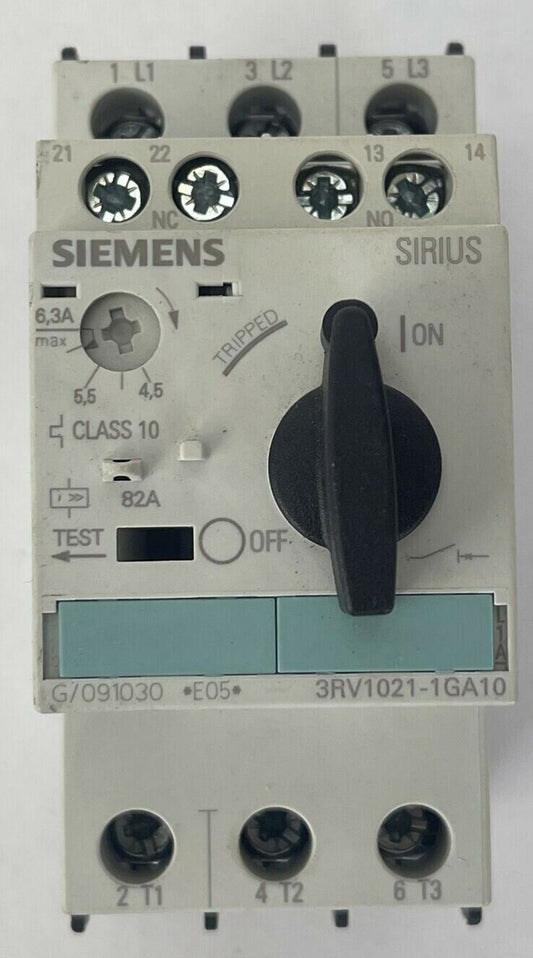 1 L1 3 L2 5 L3
21 22 13 14
NC NO
SIEMENS SIRIUS
6,3A
max
5,5 4,5
TRIPPED
ON
CLASS 10
I >>
82A
TEST
OFF
L1A
G/091030 *E05* 3RV1021-1GA10
2 T1 4 T2 6 T3